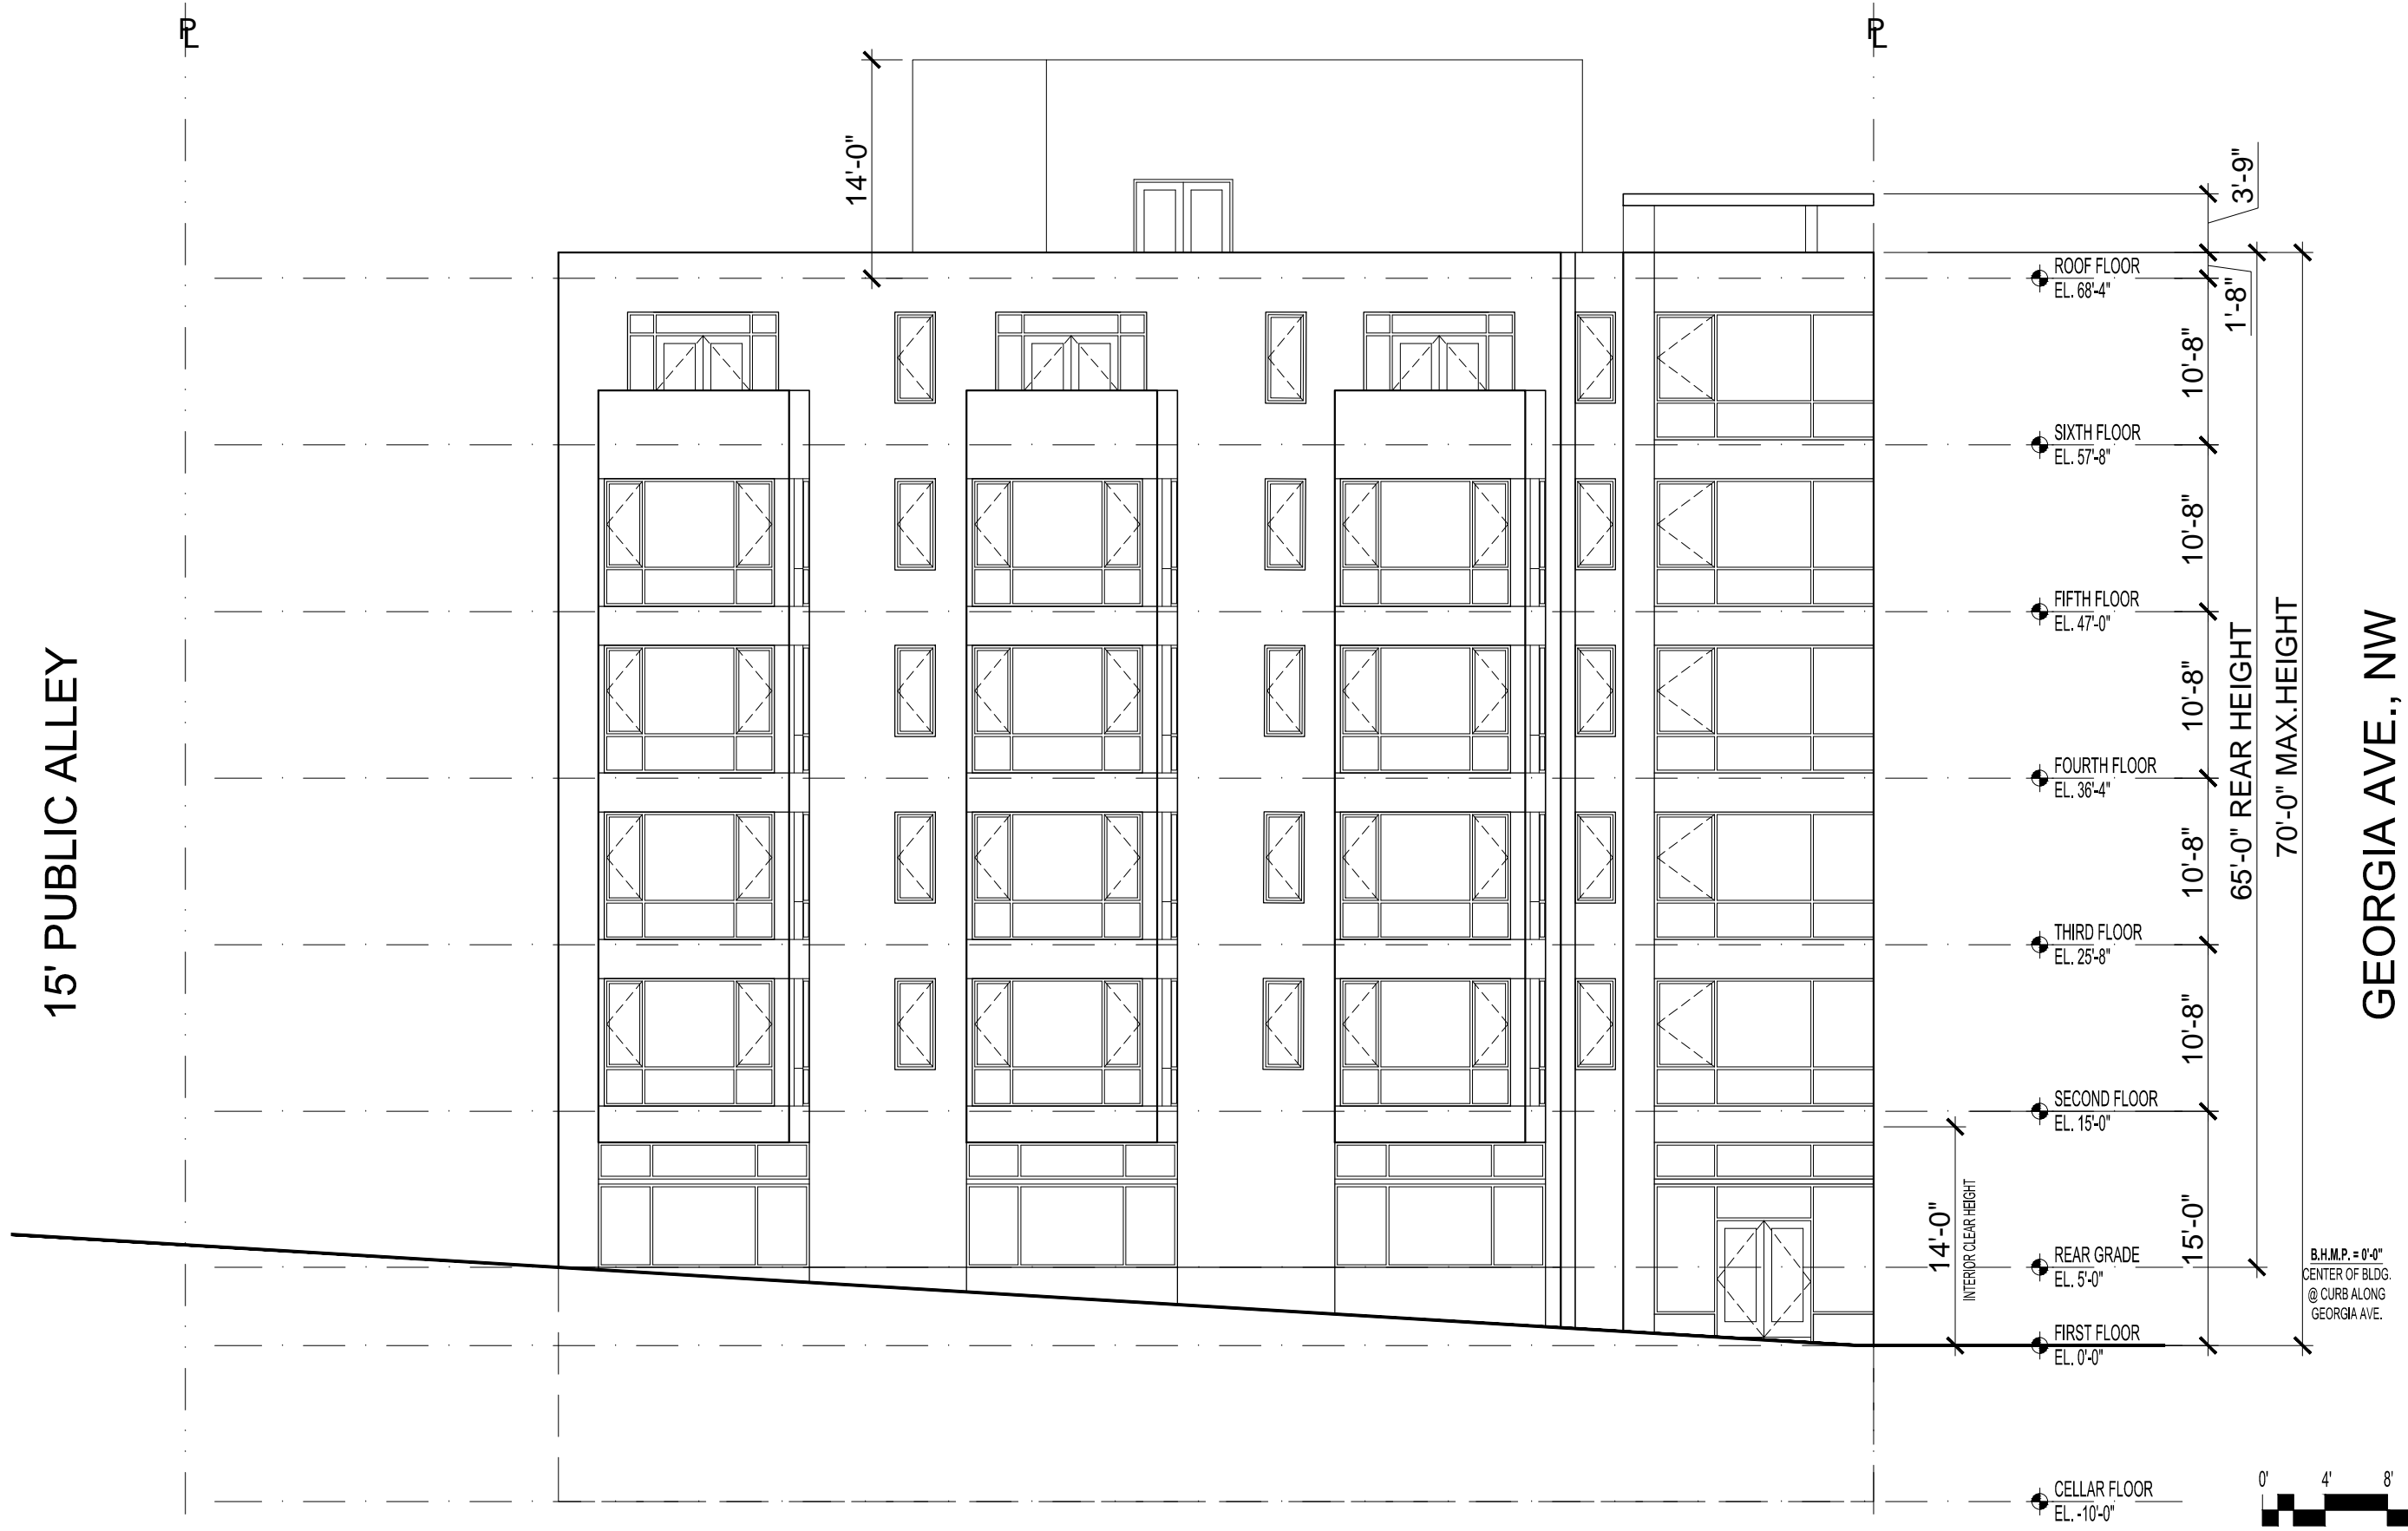 PL
PL
14'-0"
3'-9"
1'-8"
ROOF FLOOR
EL. 68'-4"
10'-8"
SIXTH FLOOR
EL. 57'-8"
10'-8"
FIFTH FLOOR
EL. 47'-0"
10'-8"
FOURTH FLOOR
EL. 36'-4"
10'-8"
THIRD FLOOR
EL. 25'-8"
10'-8"
SECOND FLOOR
EL. 15'-0"
15'-0"
REAR GRADE
EL. 5'-0"
FIRST FLOOR
EL. 0'-0"
CELLAR FLOOR
EL. -10'-0"
14'-0"
INTERIOR CLEAR HEIGHT
65'-0" REAR HEIGHT
70'-0" MAX.HEIGHT
15' PUBLIC ALLEY
GEORGIA AVE., NW
B.H.M.P. = 0'-0"
CENTER OF BLDG.
@ CURB ALONG
GEORGIA AVE.
0' 4' 8'